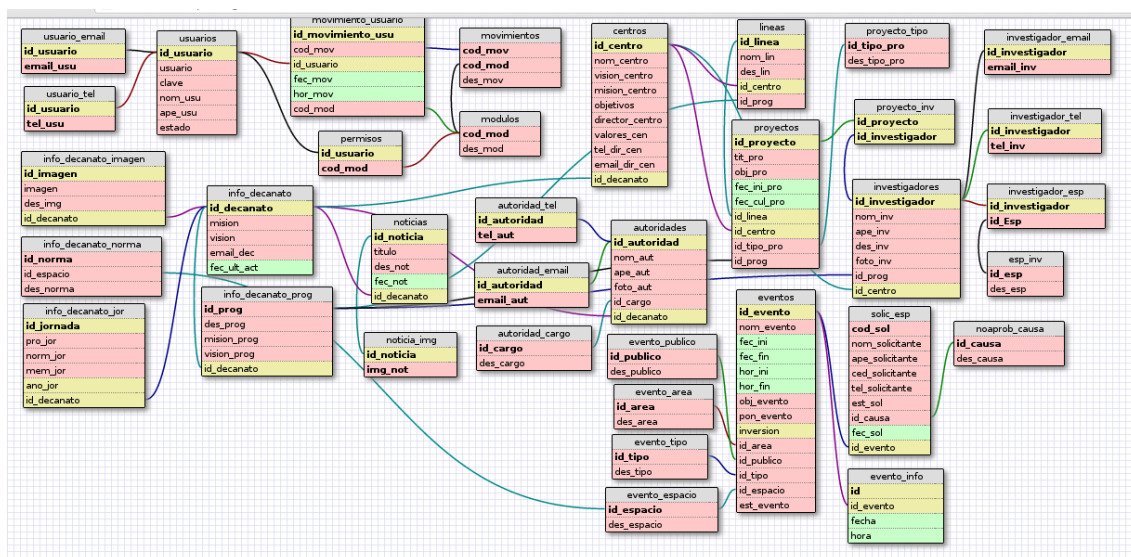 usuario_email
id_usuario
email_usu
usuario_tel
id_usuario
tel_usu
usuarios
id_usuario
usuario
clave
nom_usu
ape_usu
estado
movimiento_usuario
id_movimiento_usu
cod_mov
id_usuario
fec_mov
hor_mov
cod_mod
permisos
id_usuario
cod_mod
movimientos
cod_mov
cod_mod
des_mov
modulos
cod_mod
des_mod
centros
id_centro
nom_centro
vision_centro
mision_centro
objetivos
director_centro
valores_cen
tel_dir_cen
email_dir_cen
id_decanato
lineas
id_linea
nom_lin
des_lin
id_centro
id_prog
proyectos
id_proyecto
tit_pro
obj_pro
fec_ini_pro
fec_cul_pro
id_linea
id_centro
id_tipo_pro
id_prog
proyecto_tipo
id_tipo_pro
des_tipo_pro
proyecto_inv
id_proyecto
id_investigador
investigadores
id_investigador
nom_inv
ape_inv
des_inv
foto_inv
id_prog
id_centro
investigador_email
id_investigador
email_inv
investigador_tel
id_investigador
tel_inv
investigador_esp
id_investigador
id_Esp
esp_inv
id_esp
des_esp
info_decanato_imagen
id_imagen
imagen
des_img
id_decanato
info_decanato_norma
id_norma
id_espacio
des_norma
info_decanato_jor
id_jornada
pro_jor
norm_jor
mem_jor
ano_jor
id_decanato
info_decanato
id_decanato
mision
vision
email_dec
fec_ult_act
info_decanato_prog
id_prog
des_prog
mision_prog
vision_prog
id_decanato
noticias
id_noticia
titulo
des_not
fec_not
id_decanato
noticia_img
id_noticia
img_not
autoridad_tel
id_autoridad
tel_aut
autoridad_email
id_autoridad
email_aut
autoridad_cargo
id_cargo
des_cargo
autoridades
id_autoridad
nom_aut
ape_aut
foto_aut
id_cargo
id_decanato
evento_publico
id_publico
des_publico
evento_area
id_area
des_area
evento_tipo
id_tipo
des_tipo
evento_espacio
id_espacio
des_espacio
eventos
id_evento
nom_evento
fec_ini
fec_fin
hor_ini
hor_fin
obj_evento
pon_evento
inversion
id_area
id_publico
id_tipo
id_espacio
est_evento
solic_esp
cod_sol
nom_solicitante
ape_solicitante
ced_solicitante
tel_solicitante
est_sol
id_causa
fec_sol
id_evento
noaprob_causa
id_causa
des_causa
evento_info
id
id_evento
fecha
hora